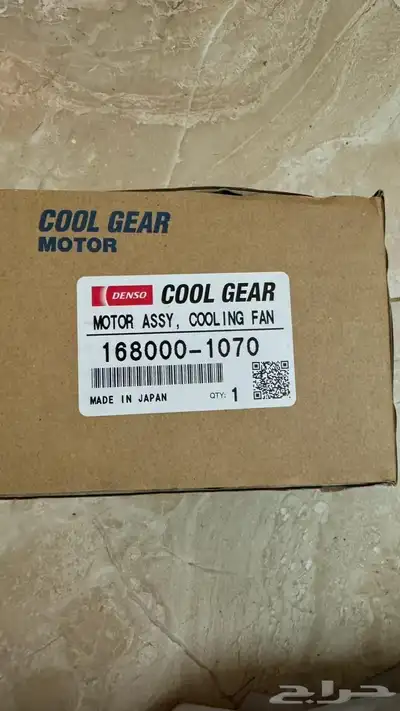 COOL GEAR
MOTOR
DENSO COOL GEAR
MOTOR ASSY, COOLING FAN
168000-1070
MADE IN JAPAN QTY: 1
حراج